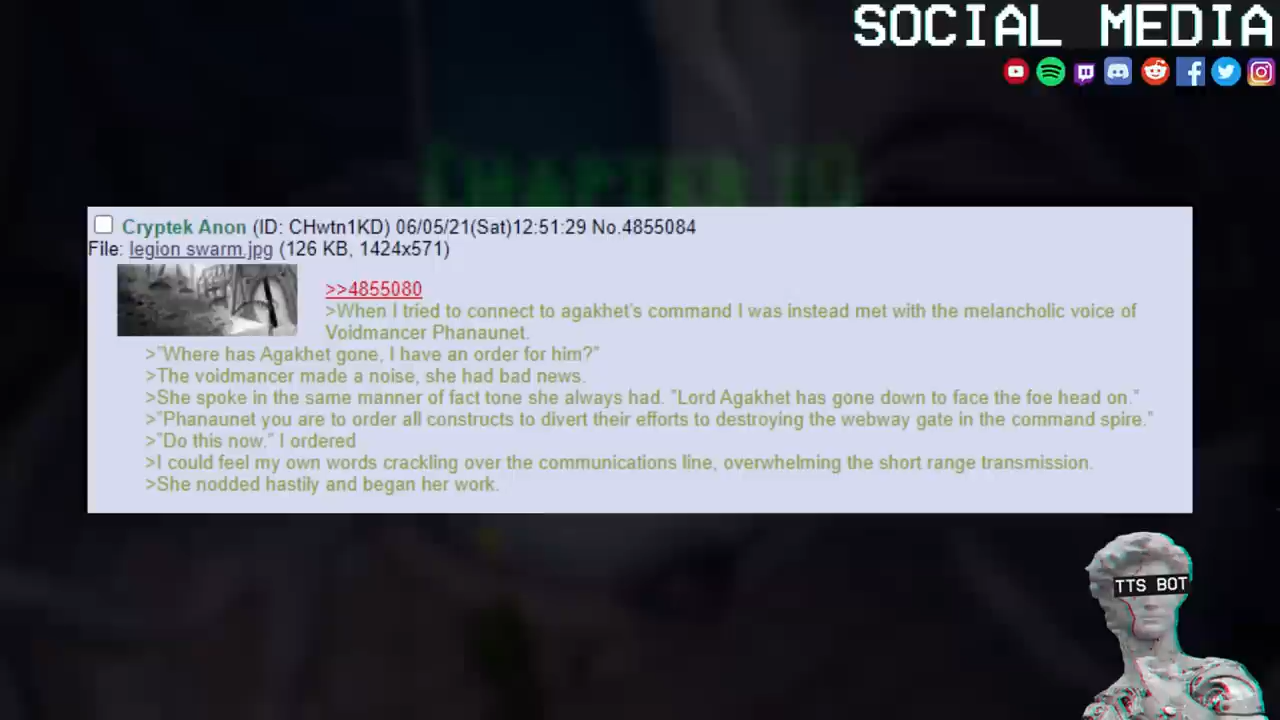 SOCIAL MEDIA
CHAPTER 10
Cryptek Anon (ID: CHwtn1KD) 06/05/21(Sat)12:51:29 No.4855084
File: legion swarm.jpg (126 KB, 1424x571)
>>4855080
>When I tried to connect to agakhet's command I was instead met with the melancholic voice of
Voidmancer Phanaunet.
>"Where has Agakhet gone, I have an order for him?"
>The voidmancer made a noise, she had bad news.
>She spoke in the same manner of fact tone she always had. "Lord Agakhet has gone down to face the foe head on."
>"Phanaunet you are to order all constructs to divert their efforts to destroying the webway gate in the command spire."
>"Do this now." I ordered
>I could feel my own words crackling over the communications line, overwhelming the short range transmission.
>She nodded hastily and began her work.
TTS BOT